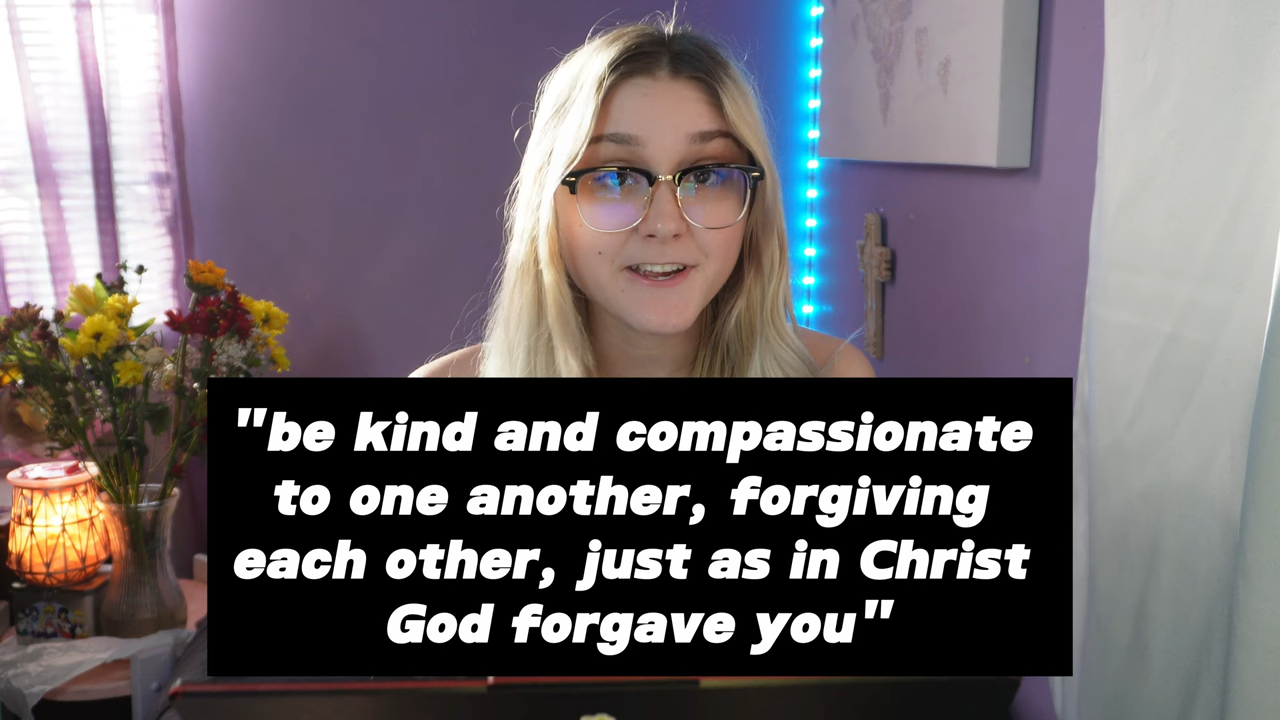 "be kind and compassionate
to one another, forgiving
each other, just as in Christ
God forgave you"